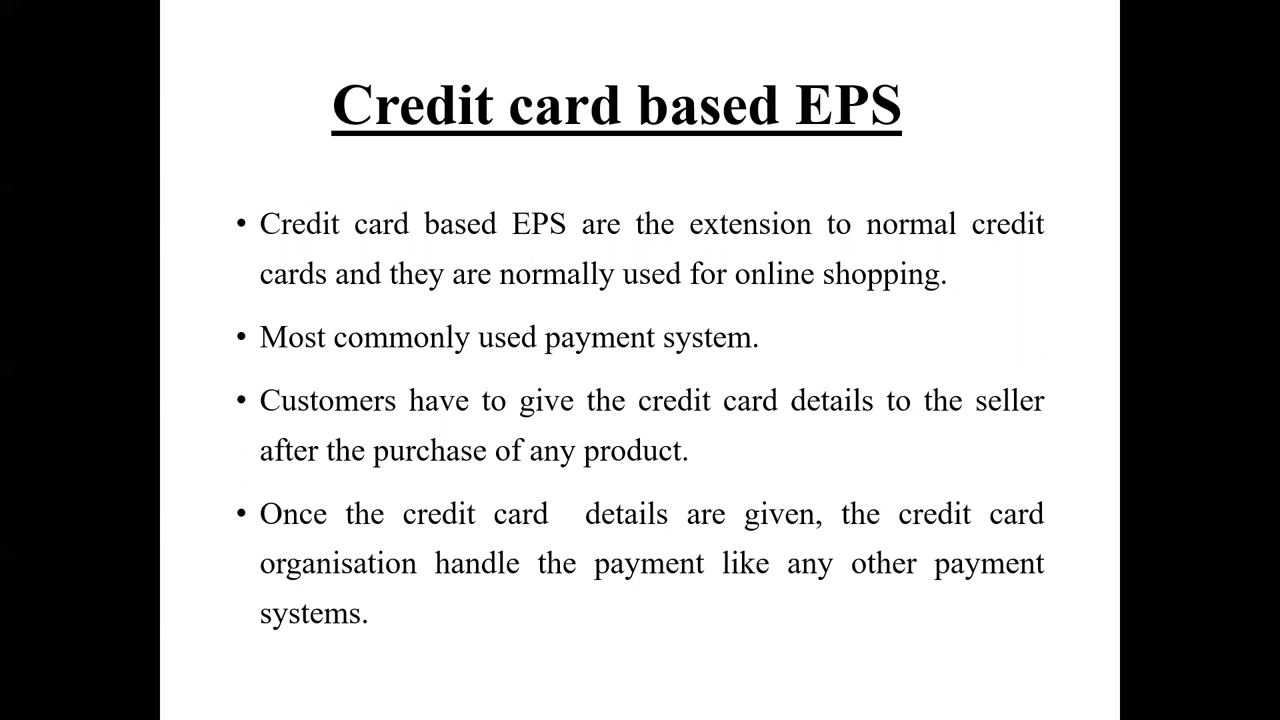 Credit card based EPS
• Credit card based EPS are the extension to normal credit
cards and they are normally used for online shopping.
• Most commonly used payment system.
• Customers have to give the credit card details to the seller
after the purchase of any product.
• Once the credit card details are given, the credit card
organisation handle the payment like any other payment
systems.